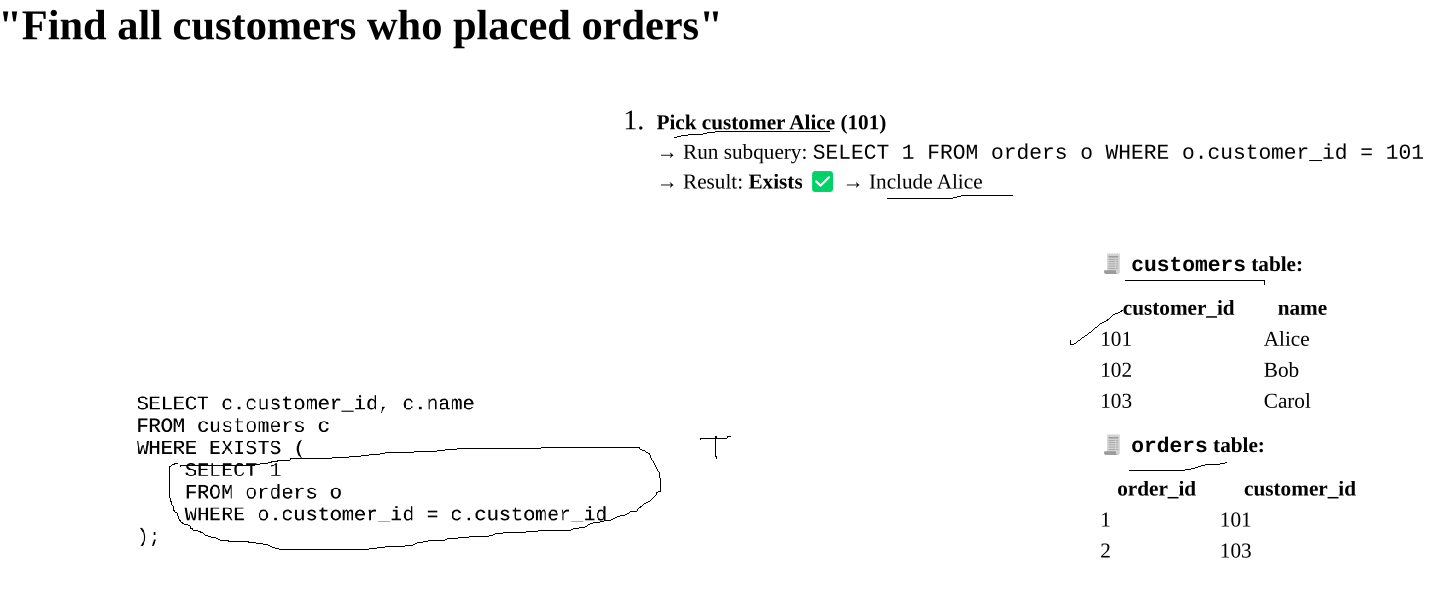 "Find all customers who placed orders"
1. Pick customer Alice (101)
→ Run subquery: SELECT 1 FROM orders o WHERE o.customer_id = 101
→ Result: Exists ✅ → Include Alice
customers table:
customer_id name
101 Alice
102 Bob
103 Carol
SELECT c.customer_id, c.name
FROM customers c
WHERE EXISTS (
SELECT 1
FROM orders o
WHERE o.customer_id = c.customer_id
);
T
orders table:
order_id customer_id
1 101
2 103